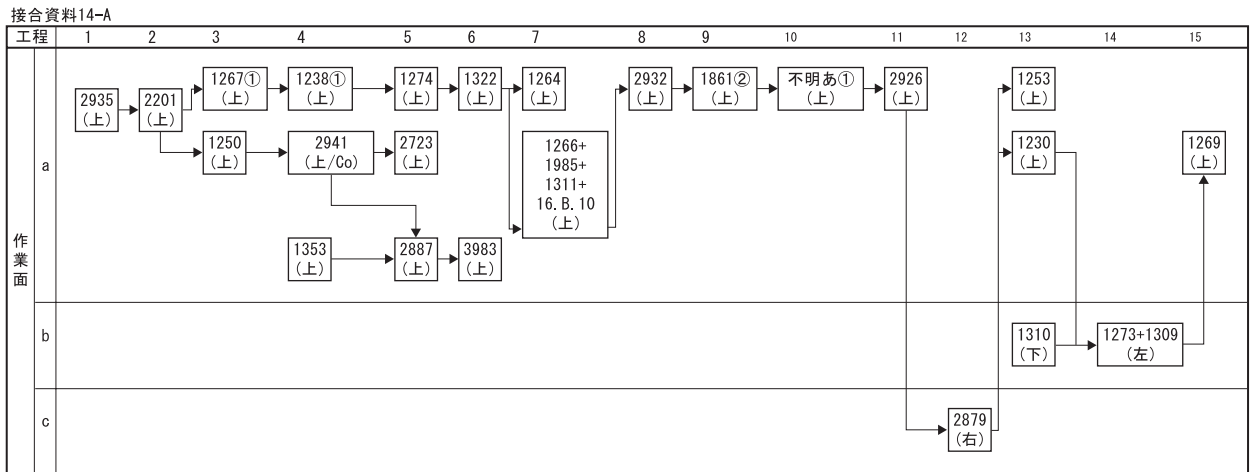 接合資料14-A
工程 1 2 3 4 5 6 7 8 9 10 11 12 13 14 15
作業面
a
2935
(上)
2201
(上)
1267①
(上)
1238①
(上)
1274
(上)
1322
(上)
1264
(上)
2932
(上)
1861②
(上)
不明あ①
(上)
2926
(上)
1253
(上)
1250
(上)
2941
(上/Co)
2723
(上)
1266+
1985+
1311+
16.B.10
(上)
1230
(上)
1269
(上)
1353
(上)
2887
(上)
3983
(上)
b
1310
(下)
1273+1309
(左)
c
2879
(右)